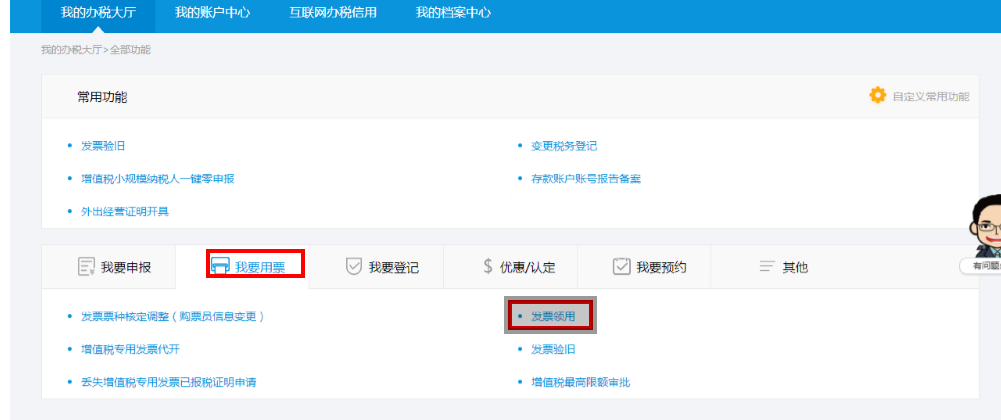 我的办税大厅 我的账户中心 互联网办税信用 我的档案中心
我的办税大厅>全部功能
常用功能 自定义常用功能
发票验旧 变更税务登记
增值税小规模纳税人一键零申报 存款账户账号报告备案
外出经营证明开具
我要申报 我要用票 我要登记 $ 优惠/认定 我要预约 其他
有问题
发票票种核定调整（购票员信息变更） 发票领用
增值税专用发票代开 发票验旧
丢失增值税专用发票已报税证明申请 增值税最高限额审批